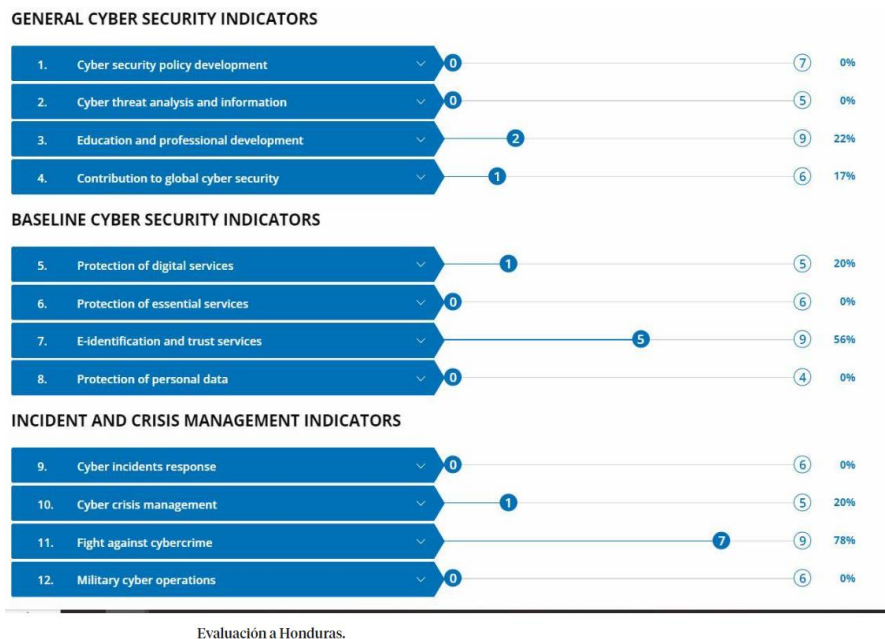 GENERAL CYBER SECURITY INDICATORS
1. Cyber security policy development 0 7 0%
2. Cyber threat analysis and information 0 5 0%
3. Education and professional development 2 9 22%
4. Contribution to global cyber security 1 6 17%
BASELINE CYBER SECURITY INDICATORS
5. Protection of digital services 1 5 20%
6. Protection of essential services 0 6 0%
7. E-identification and trust services 5 9 56%
8. Protection of personal data 0 4 0%
INCIDENT AND CRISIS MANAGEMENT INDICATORS
9. Cyber incidents response 0 6 0%
10. Cyber crisis management 1 5 20%
11. Fight against cybercrime 7 9 78%
12. Military cyber operations 0 6 0%
Evaluación a Honduras.